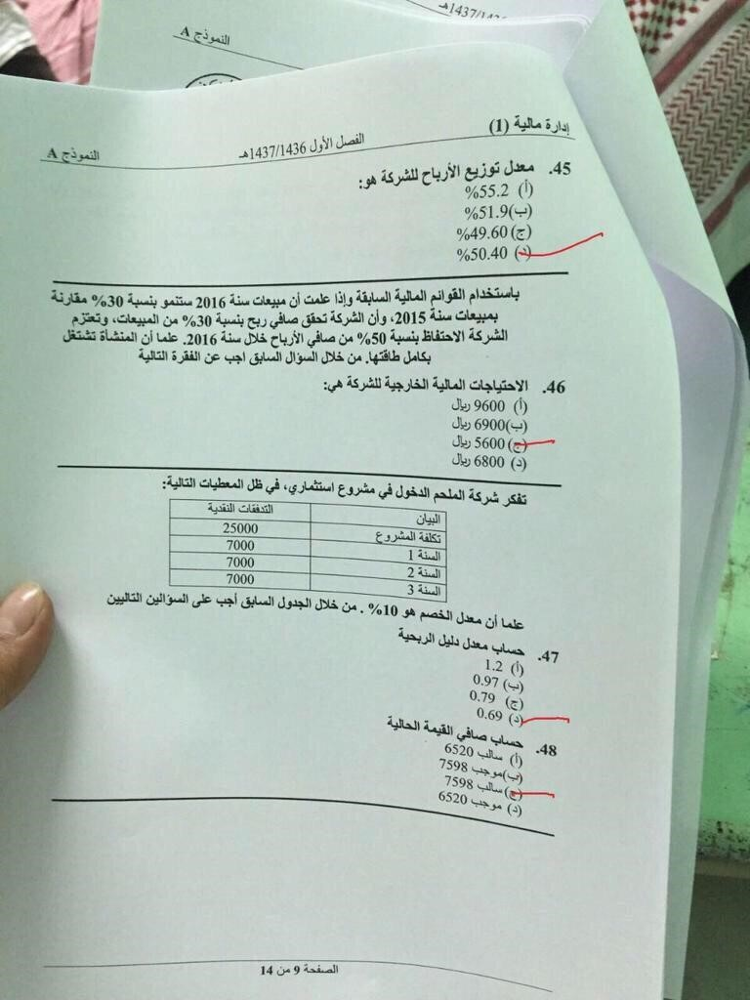 1437/1436هـ
النموذج A
إدارة مالية (1)
الفصل الأول 1437/1436هـ
النموذج A
45. معدل توزيع الأرباح للشركة هو:
(أ) 55.2%
(ب) 51.9%
(ج) 49.60%
(د) 50.40%
باستخدام القوائم المالية السابقة وإذا علمت أن مبيعات سنة 2016 ستنمو بنسبة 30% مقارنة
بمبيعات سنة 2015، وأن الشركة تحقق صافي ربح بنسبة 30% من المبيعات، وتعتزم
الشركة الاحتفاظ بنسبة 50% من صافي الأرباح خلال سنة 2016. علما أن المنشأة تشتغل
بكامل طاقتها. من خلال السؤال السابق اجب عن الفقرة التالية
46. الاحتياجات المالية الخارجية للشركة هي:
(أ) 9600 ريال
(ب) 6900 ريال
(ج) 5600 ريال
(د) 6800 ريال
تفكر شركة الملحم الدخول في مشروع استثماري، في ظل المعطيات التالية:
البيان التدفقات النقدية
تكلفة المشروع 25000
السنة 1 7000
السنة 2 7000
السنة 3 7000
علما أن معدل الخصم هو 10% . من خلال الجدول السابق أجب على السؤالين التاليين
47. حساب معدل دليل الربحية
(أ) 1.2
(ب) 0.97
(ج) 0.79
(د) 0.69
48. حساب صافي القيمة الحالية
(أ) سالب 6520
(ب) موجب 7598
(ج) سالب 7598
(د) موجب 6520
الصفحة 9 من 14